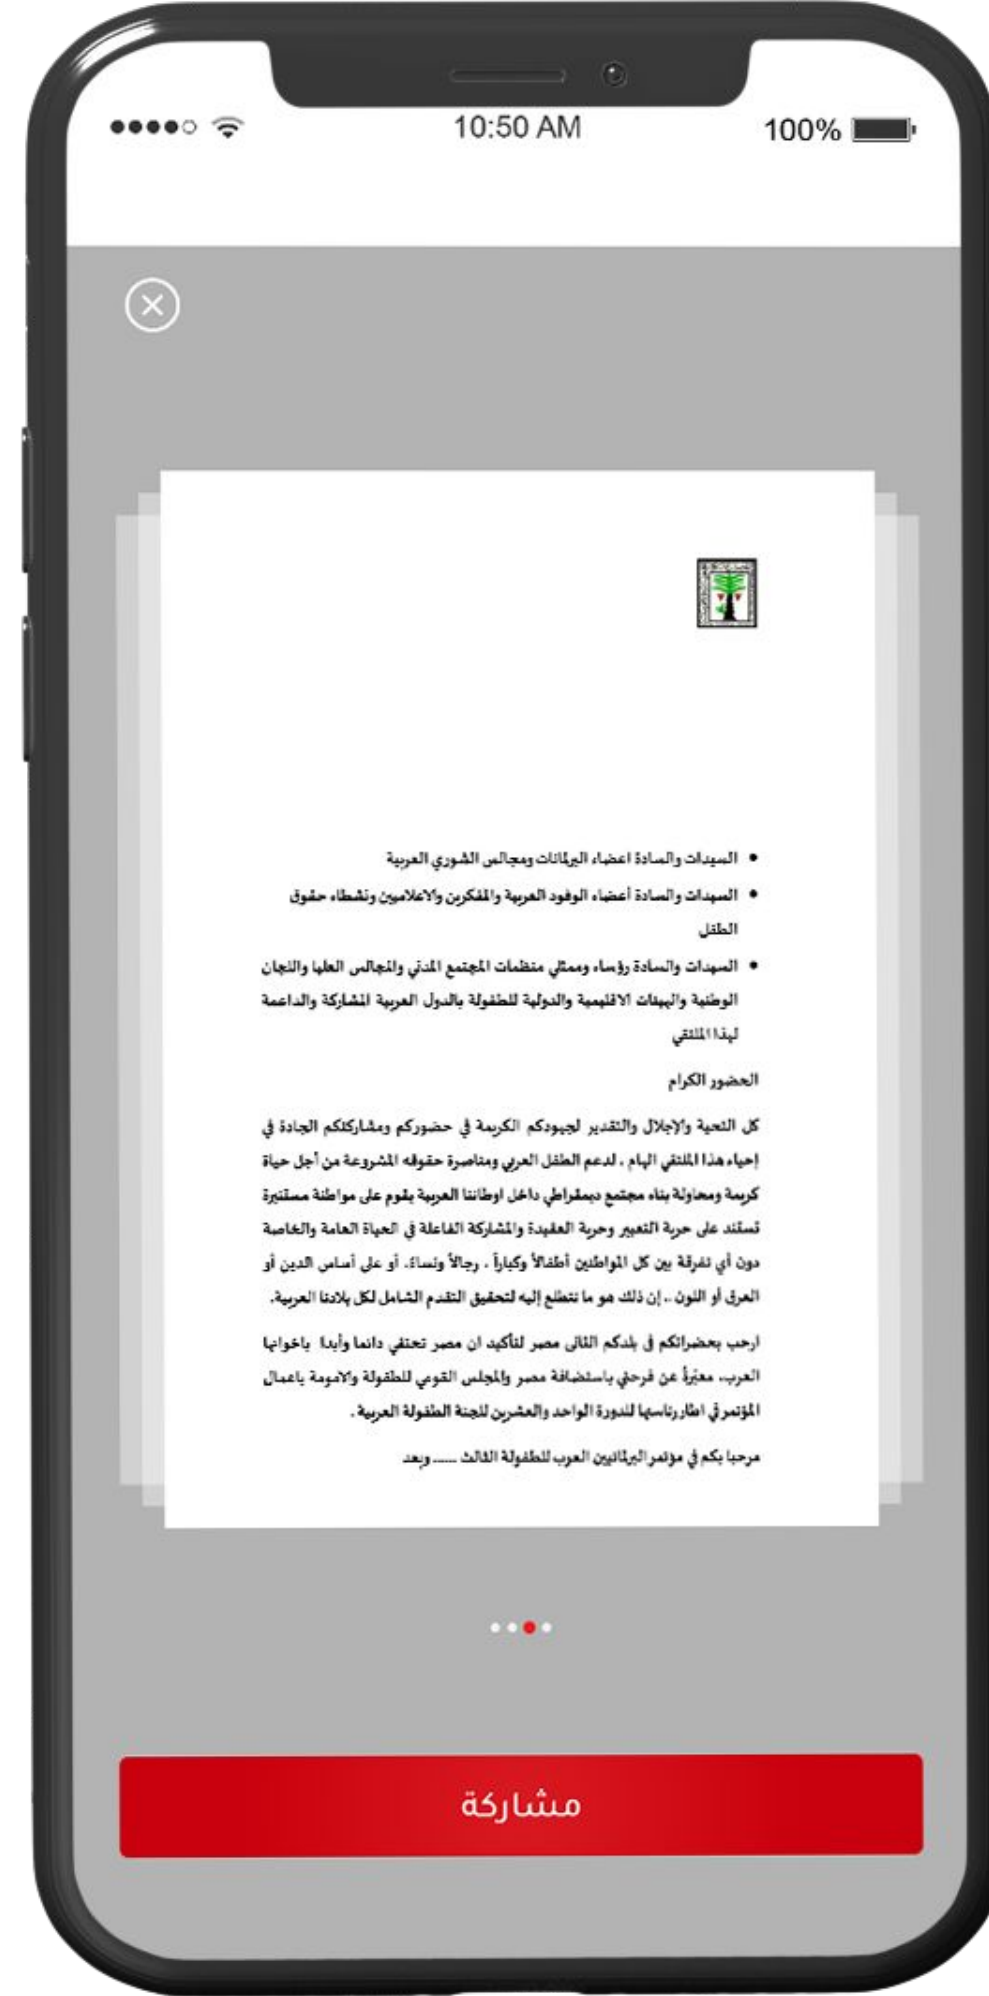 10:50 AM
100%
السيدات والسادة اعضاء البرلمانات ومجالس الشوري العربية
السيدات والسادة أعضاء الوفود العربية والمفكرين والاعلاميين ونشطاء حقوق
الطفل
السيدات والسادة رؤساء وممثلي منظمات المجتمع المدني والمجالس العليا واللجان
الوطنية والهيئات الاقليمية والدولية للطفولة بالدول العربية المشاركة والداعمة
لهذا الملتقي
الحضور الكرام
كل التحية والإجلال والتقدير لجهودكم الكريمة في حضوركم ومشاركتكم الجادة في
إحياء هذا الملتقي الهام ، لدعم الطفل العربي ومناصرة حقوقه المشروعة من أجل حياة
كريمة ومحاولة بناء مجتمع ديمقراطي داخل اوطاننا العربية يقوم على مواطنة مستنيرة
تستند على حرية التعبير وحرية العقيدة والمشاركة الفاعلة في الحياة العامة والخاصة
دون أي تفرقة بين كل المواطنين أطفالاً وكباراً ، رجالاً ونساءً، أو على أساس الدين أو
العرق أو اللون .. إن ذلك هو ما نتطلع إليه لتحقيق التقدم الشامل لكل بلادنا العربية.
ارحب بحضراتكم في بلدكم الثاني مصر لتأكيد ان مصر تحتفي دائما وأبدا باخوانها
العرب، معبّرةً عن فرحتي باستضافة مصر والمجلس القومي للطفولة والامومة باعمال
المؤتمر في اطار رئاستها للدورة الواحد والعشرين للجنة الطفولة العربية .
مرحبا بكم في مؤتمر البرلمانيين العرب للطفولة الثالث ...... وبعد
مشاركة